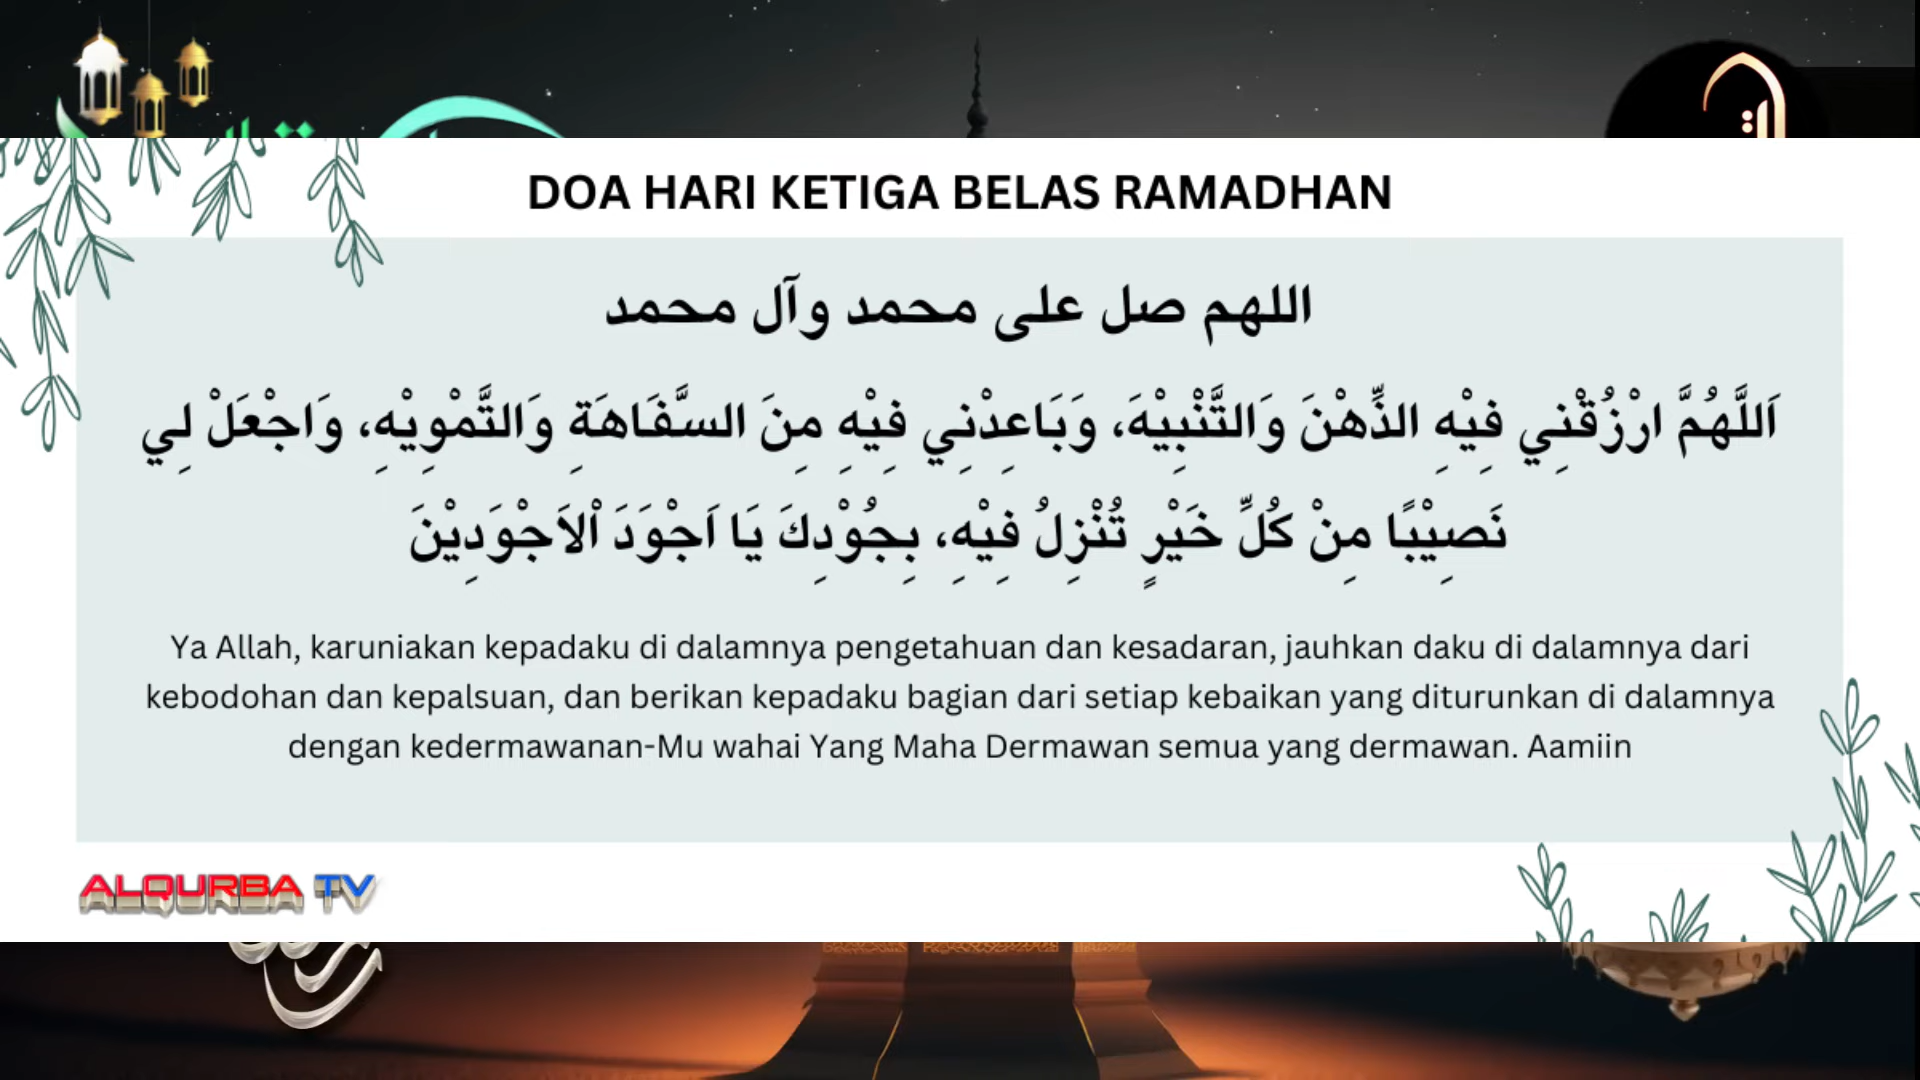 DOA HARI KETIGA BELAS RAMADHAN
اللهم صل على محمد وآل محمد
اَللَّهُمَّ ارْزُقْنِي فِيْهِ الذِّهْنَ وَالتَّنْبِيْهَ، وَبَاعِدْنِي فِيْهِ مِنَ السَّفَاهَةِ وَالتَّمْوِيْهِ، وَاجْعَلْ لِي
نَصِيْبًا مِنْ كُلِّ خَيْرٍ تُنْزِلُ فِيْهِ، بِجُوْدِكَ يَا اَجْوَدَ اْلاَجْوَدِيْنَ
Ya Allah, karuniakan kepadaku di dalamnya pengetahuan dan kesadaran, jauhkan daku di dalamnya dari
kebodohan dan kepalsuan, dan berikan kepadaku bagian dari setiap kebaikan yang diturunkan di dalamnya
dengan kedermawanan-Mu wahai Yang Maha Dermawan semua yang dermawan. Aamiin
ALQURBA TV